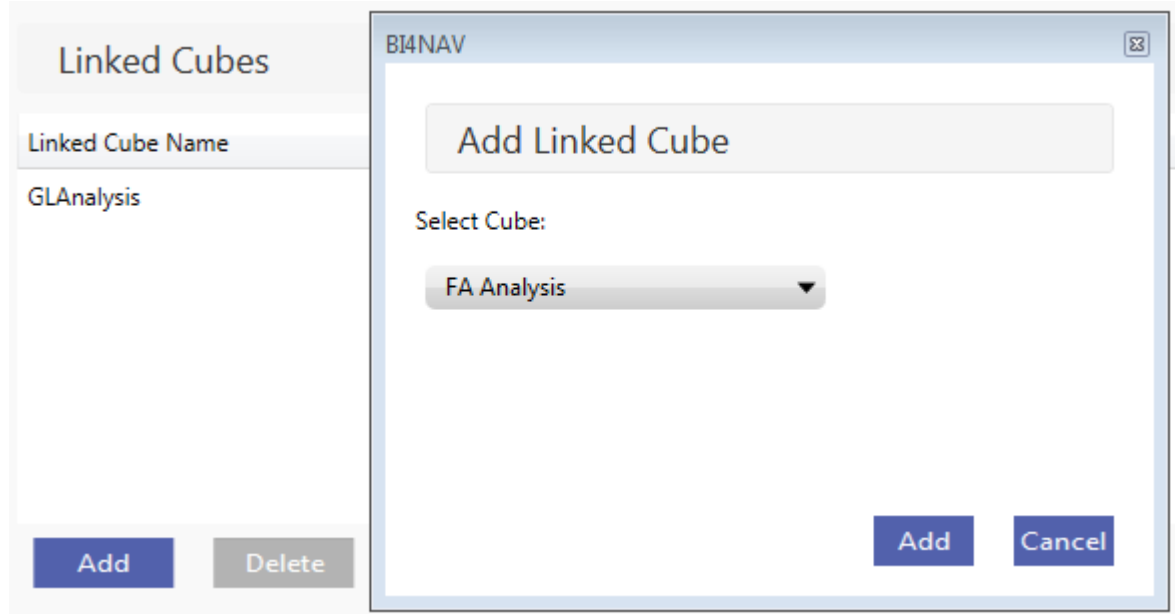 Linked Cubes
Linked Cube Name
GLAnalysis
Add
Delete
BI4NAV
Add Linked Cube
Select Cube:
FA Analysis
Add
Cancel